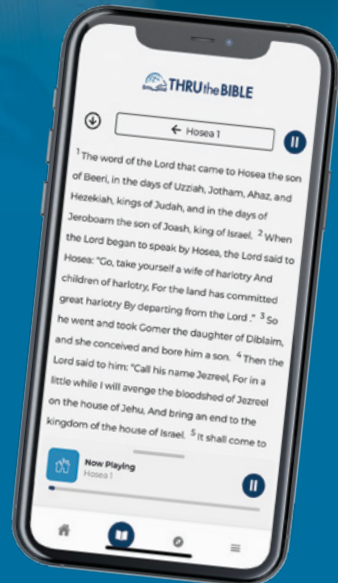 THRU the BIBLE
← Hosea 1
1 The word of the Lord that came to Hosea the son
of Beeri, in the days of Uzziah, Jotham, Ahaz, and
Hezekiah, kings of Judah, and in the days of
Jeroboam the son of Joash, king of Israel. 2 When
the Lord began to speak by Hosea, the Lord said to
Hosea: "Go, take yourself a wife of harlotry And
children of harlotry, For the land has committed
great harlotry By departing from the Lord ." 3 So
he went and took Gomer the daughter of Diblaim,
and she conceived and bore him a son. 4 Then the
Lord said to him: "Call his name Jezreel, For in a
little while I will avenge the bloodshed of Jezreel
on the house of Jehu, And bring an end to the
kingdom of the house of Israel. 5 It shall come to
Now Playing
Hosea 1